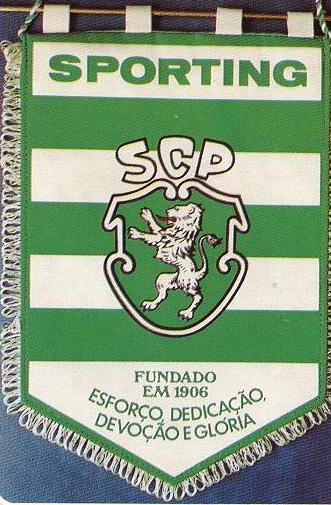 SPORTING
SCP
FUNDADO
EM 1906
ESFORÇO, DEDICAÇÃO,
DEVOÇÃO E GLÓRIA